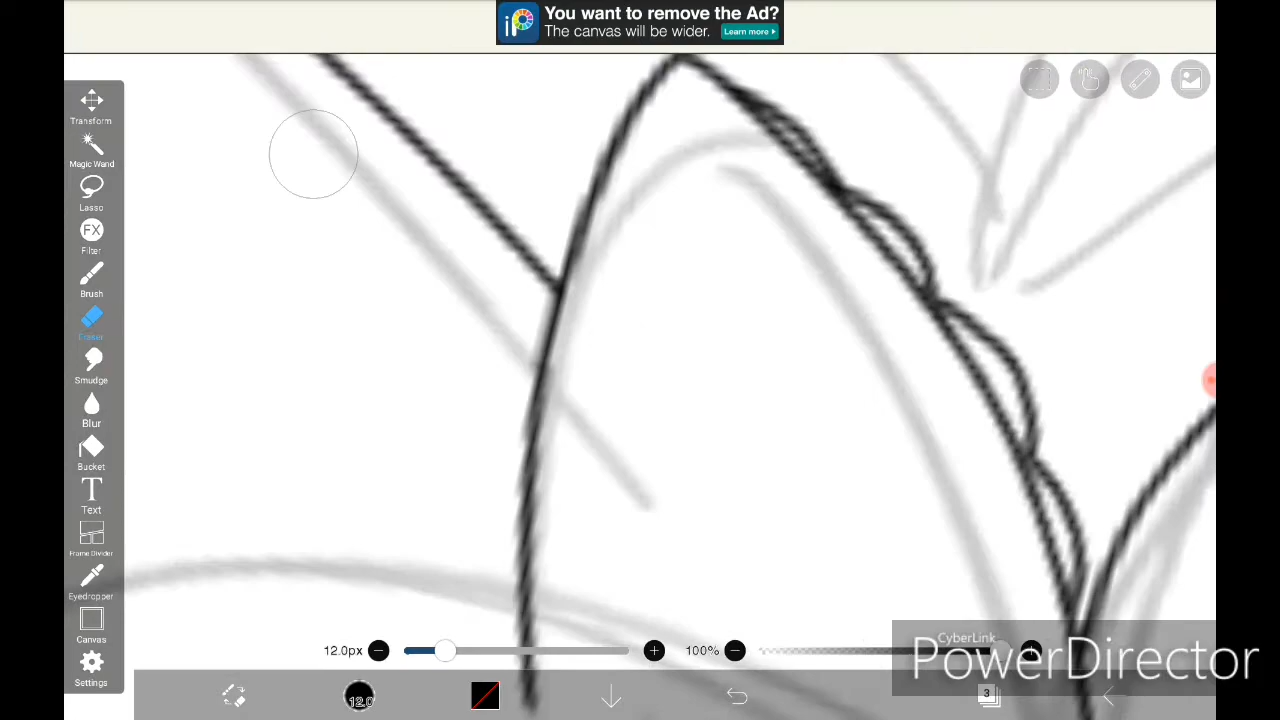 iP
You want to remove the Ad?
The canvas will be wider.
Learn more
Transform
Magic Wand
Lasso
FX
Filter
Brush
Eraser
Smudge
Blur
Bucket
T
Text
Frame Divider
Eyedropper
Canvas
Settings
12.0px
100%
12.0
3
CyberLink
PowerDirector